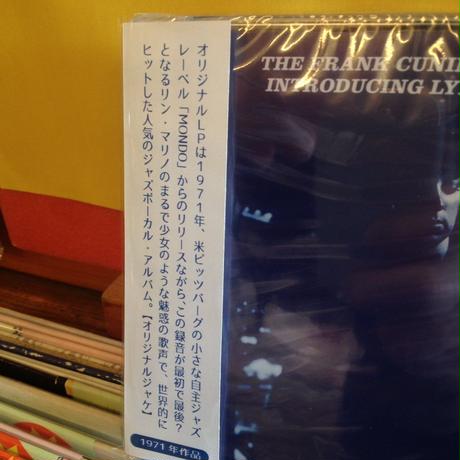 オリジナルLPは1971年、米ピッツバーグの小さな自主ジャズ
レーベル「MONDO」からのリリースながら、この録音が最初で最後?
となるリン・マリノのまるで少女のような魅惑の歌声で、世界的に
ヒットした人気のジャズボーカル・アルバム。【オリジナルジャケ】
1971年作品
THE FRANK CUNI
INTRODUCING LY